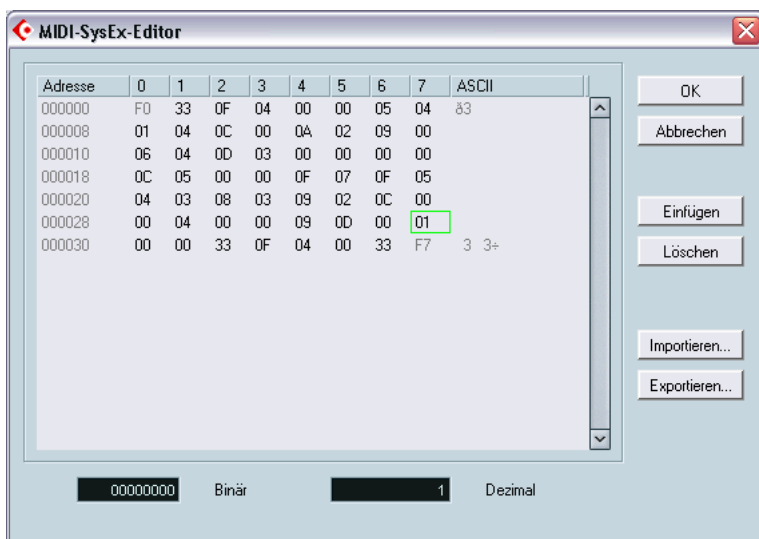 MIDI-SysEx-Editor
Adresse 0 1 2 3 4 5 6 7 ASCII
000000 F0 33 0F 04 00 00 05 04 ð3
000008 01 04 0C 00 0A 02 09 00
000010 06 04 0D 03 00 00 00 00
000018 0C 05 00 00 0F 07 0F 05
000020 04 03 08 03 09 02 0C 00
000028 00 04 00 00 09 0D 00 01
000030 00 00 33 0F 04 00 33 F7 3 3÷
OK
Abbrechen
Einfügen
Löschen
Importieren...
Exportieren...
00000000 Binär 1 Dezimal